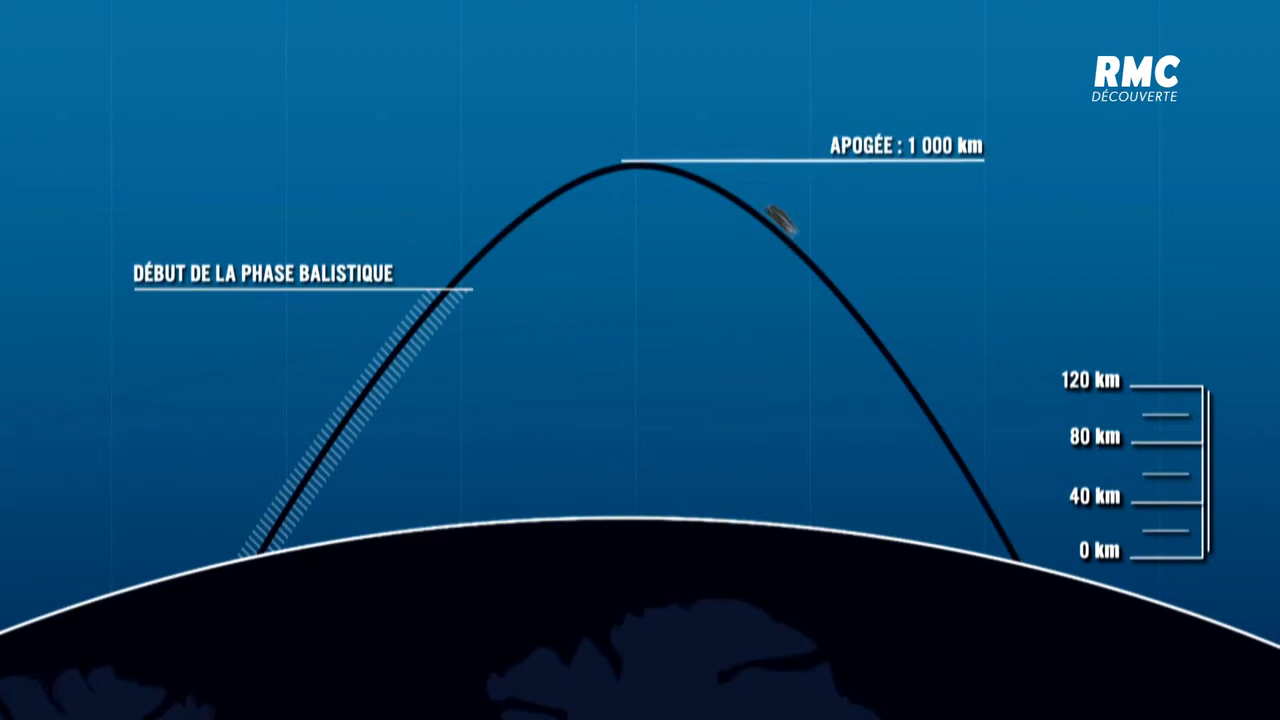 RMC
DÉCOUVERTE
APOGÉE : 1 000 km
DÉBUT DE LA PHASE BALISTIQUE
120 km
80 km
40 km
0 km